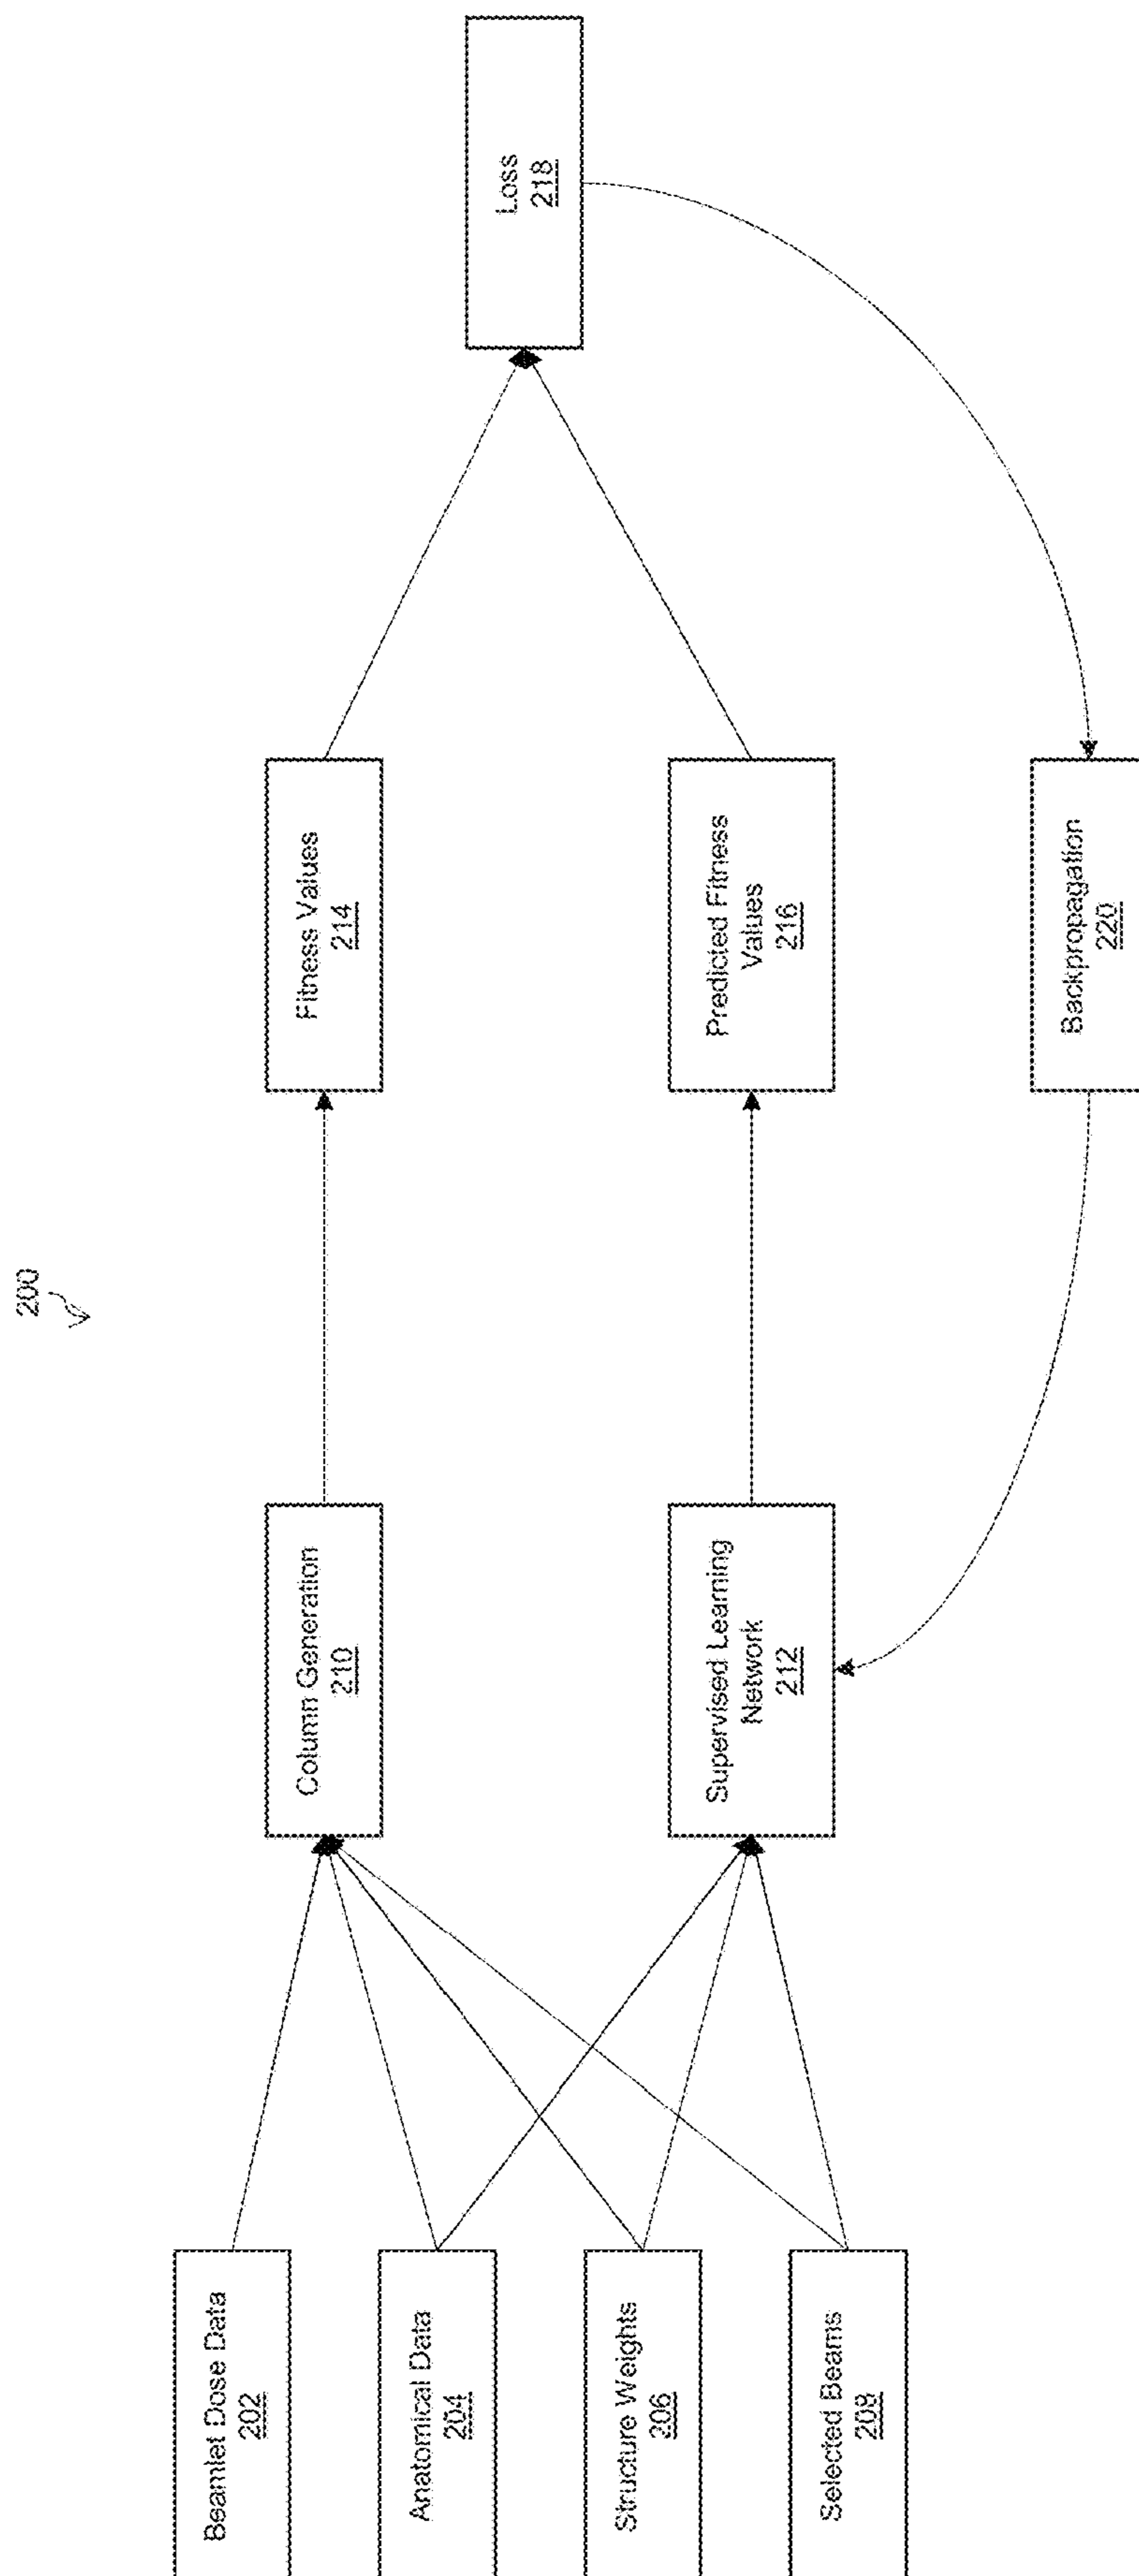 200
Beamlet Dose Data
202
Anatomical Data
204
Structure Weights
206
Selected Beams
208
Column Generation
210
Supervised Learning
Network
212
Fitness Values
214
Predicted Fitness
Values
216
Loss
218
Backpropagation
220